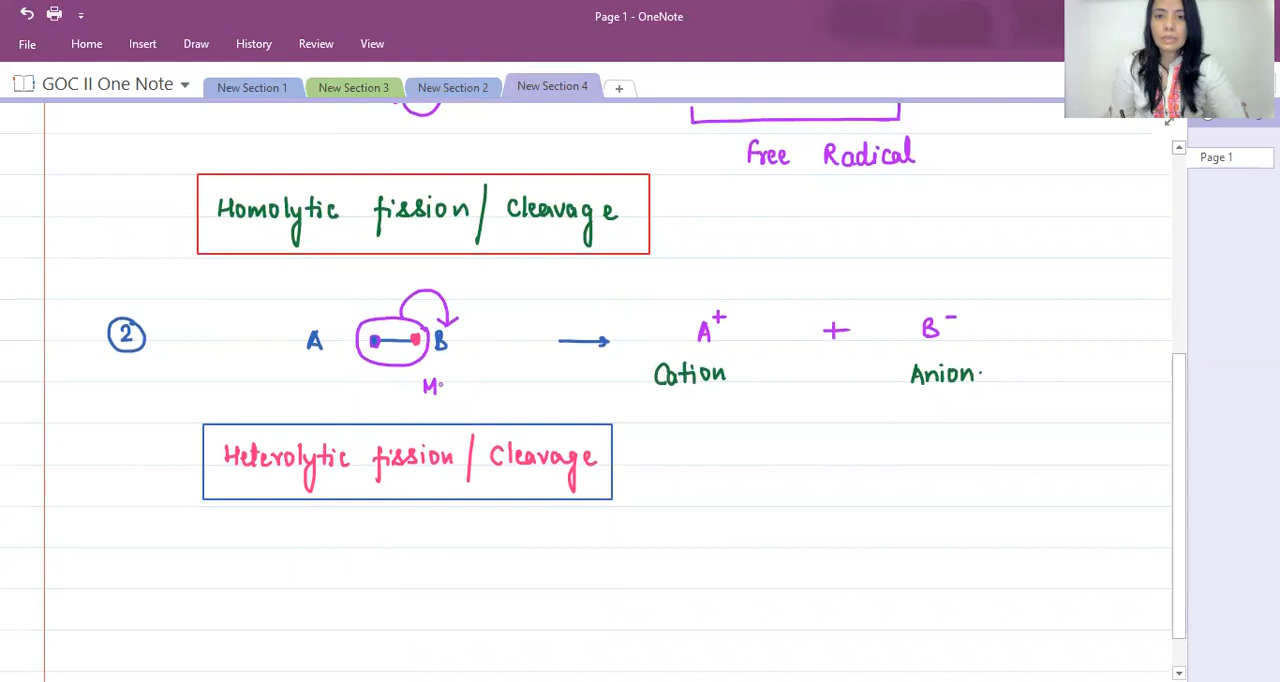 Page 1 - OneNote
File Home Insert Draw History Review View
GOC II One Note New Section 1 New Section 3 New Section 2 New Section 4 +
Page 1
Free Radical
Homolytic fission / Cleavage
2 A B → A+ + B-
Cation Anion.
M
Heterolytic fission / Cleavage